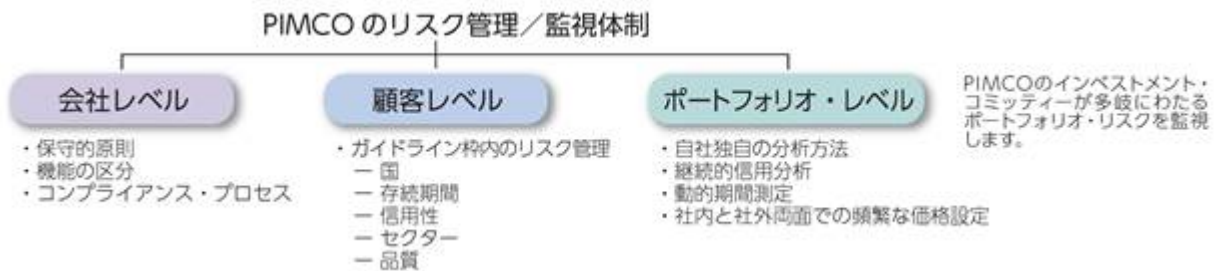 PIMCO のリスク管理／監視体制
会社レベル
・保守的原則
・機能の区分
・コンプライアンス・プロセス
顧客レベル
・ガイドライン枠内のリスク管理
— 国
— 存続期間
— 信用性
— セクター
— 品質
ポートフォリオ・レベル
・自社独自の分析方法
・継続的信用分析
・動的期間測定
・社内と社外両面での頻繁な価格設定
PIMCOのインベストメント・
コミッティーが多岐にわたる
ポートフォリオ・リスクを監視
します。